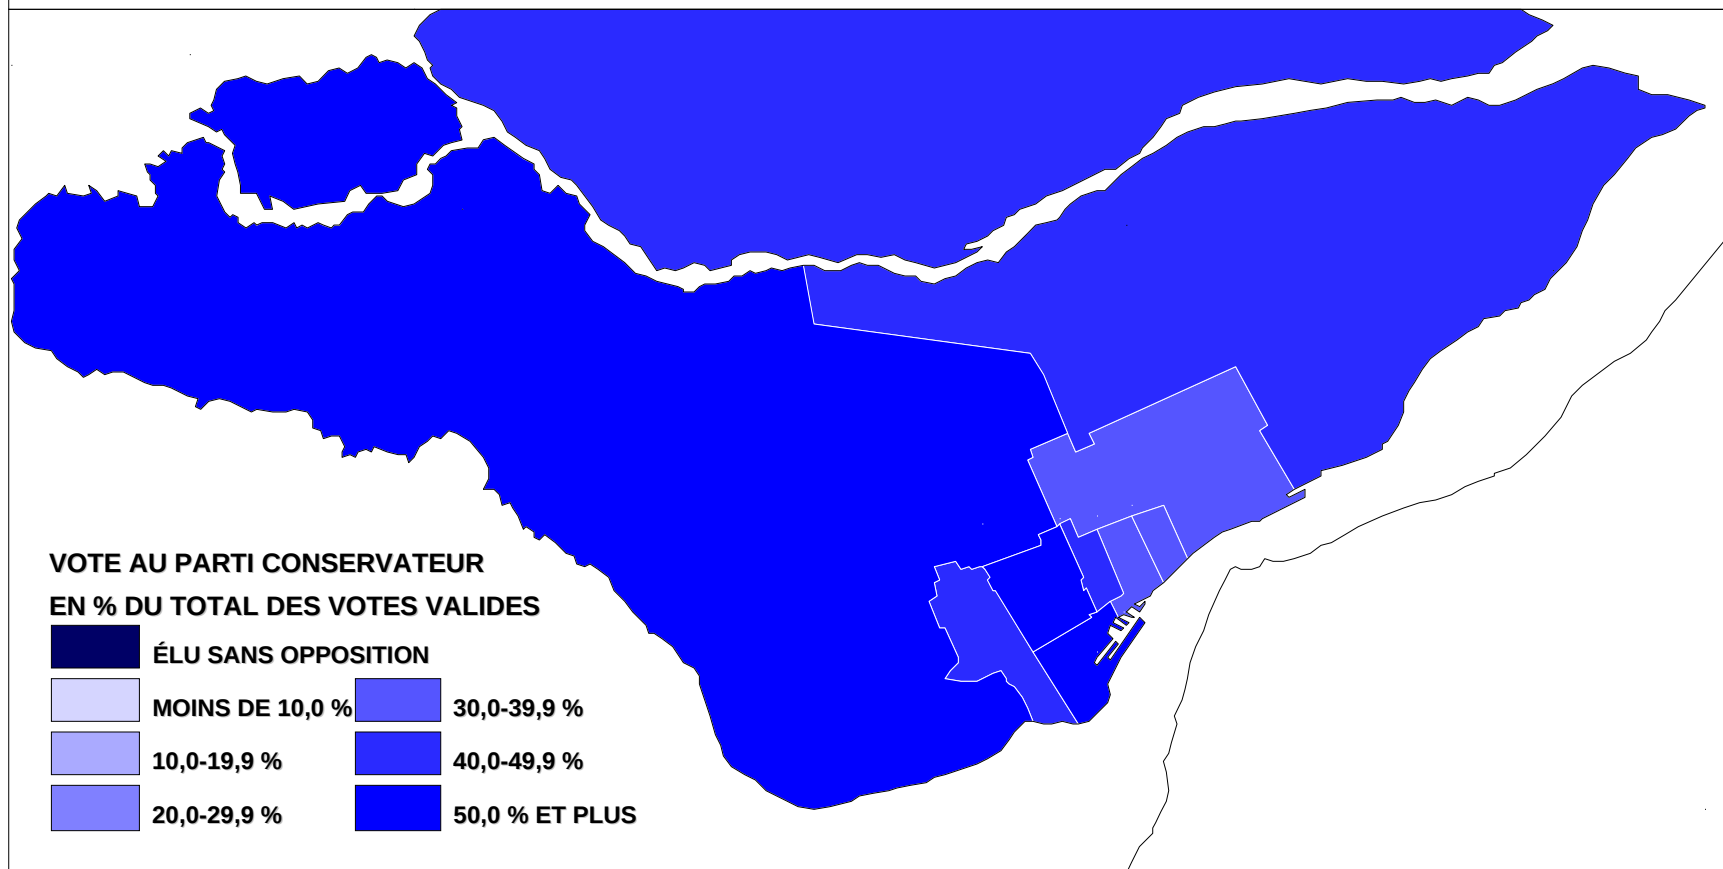 VOTE AU PARTI CONSERVATEUR
EN % DU TOTAL DES VOTES VALIDES
ÉLU SANS OPPOSITION
MOINS DE 10,0 %
30,0-39,9 %
10,0-19,9 %
40,0-49,9 %
20,0-29,9 %
50,0 % ET PLUS